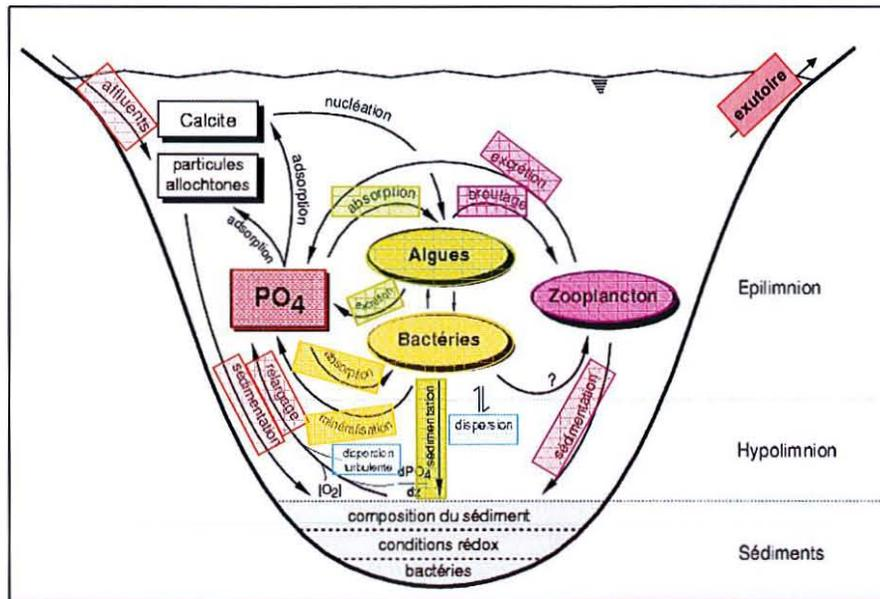 affluents
exutoire
Calcite
nucléation
particules
allochtones
adsorption
adsorption
absorption
broutage
excrétion
Algues
PO4
excrétion
Zooplancton
Epilimnion
Bactéries
absorption
?
sédimentation
relargage
minéralisation
sédimentation
dispersion
sédimentation
dispersion
turbulente
dPO4
dz
[O2]
Hypolimnion
composition du sédiment
conditions rédox
Sédiments
bactéries